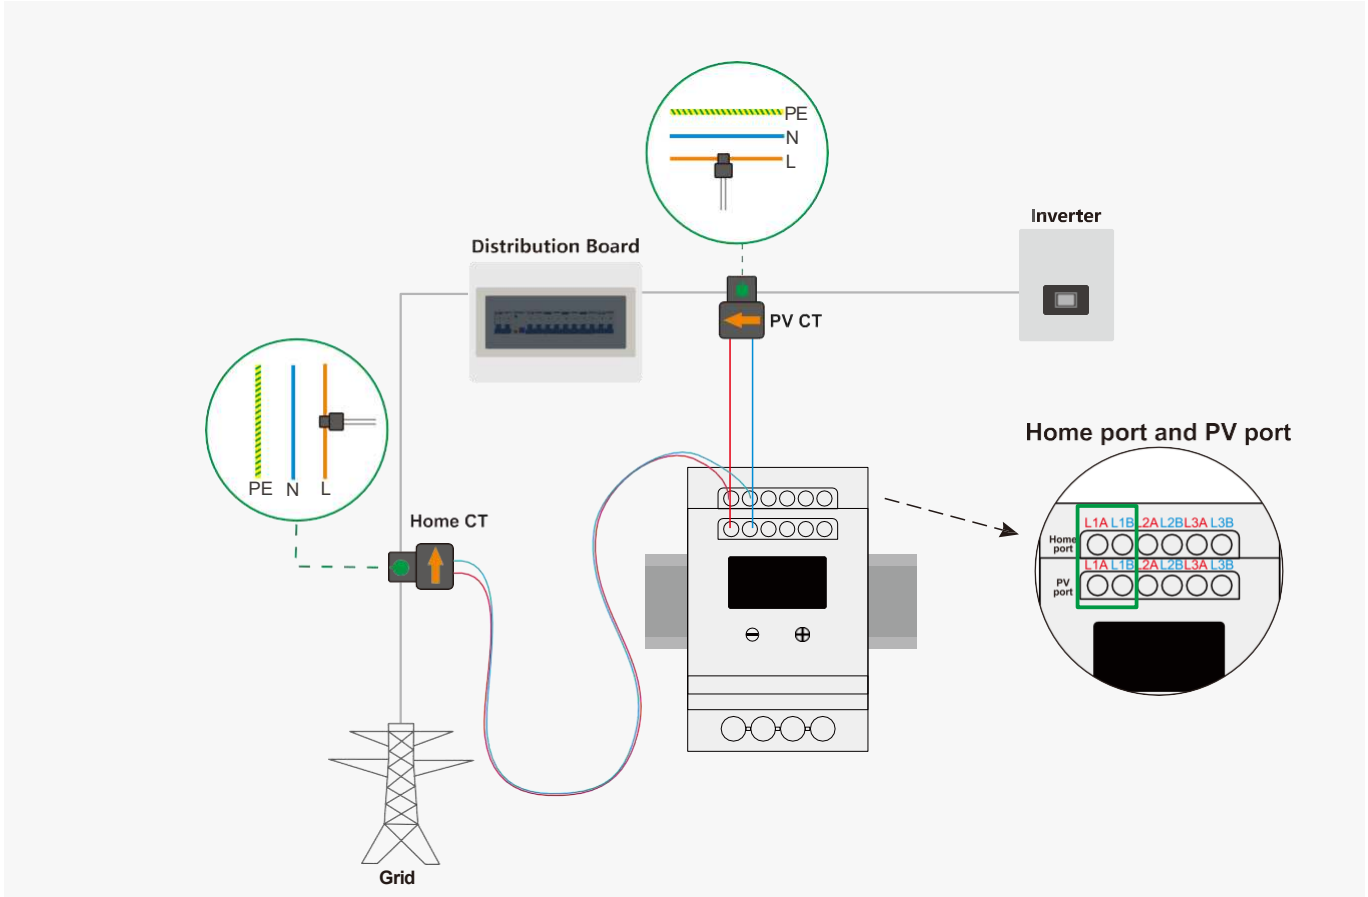 PE
N
L
Inverter
Distribution Board
PV CT
PE N L
Home CT
Home port and PV port
L1A L1B L2A L2B L3A L3B
Home
port
L1A L1B L2A L2B L3A L3B
PV
port
Grid